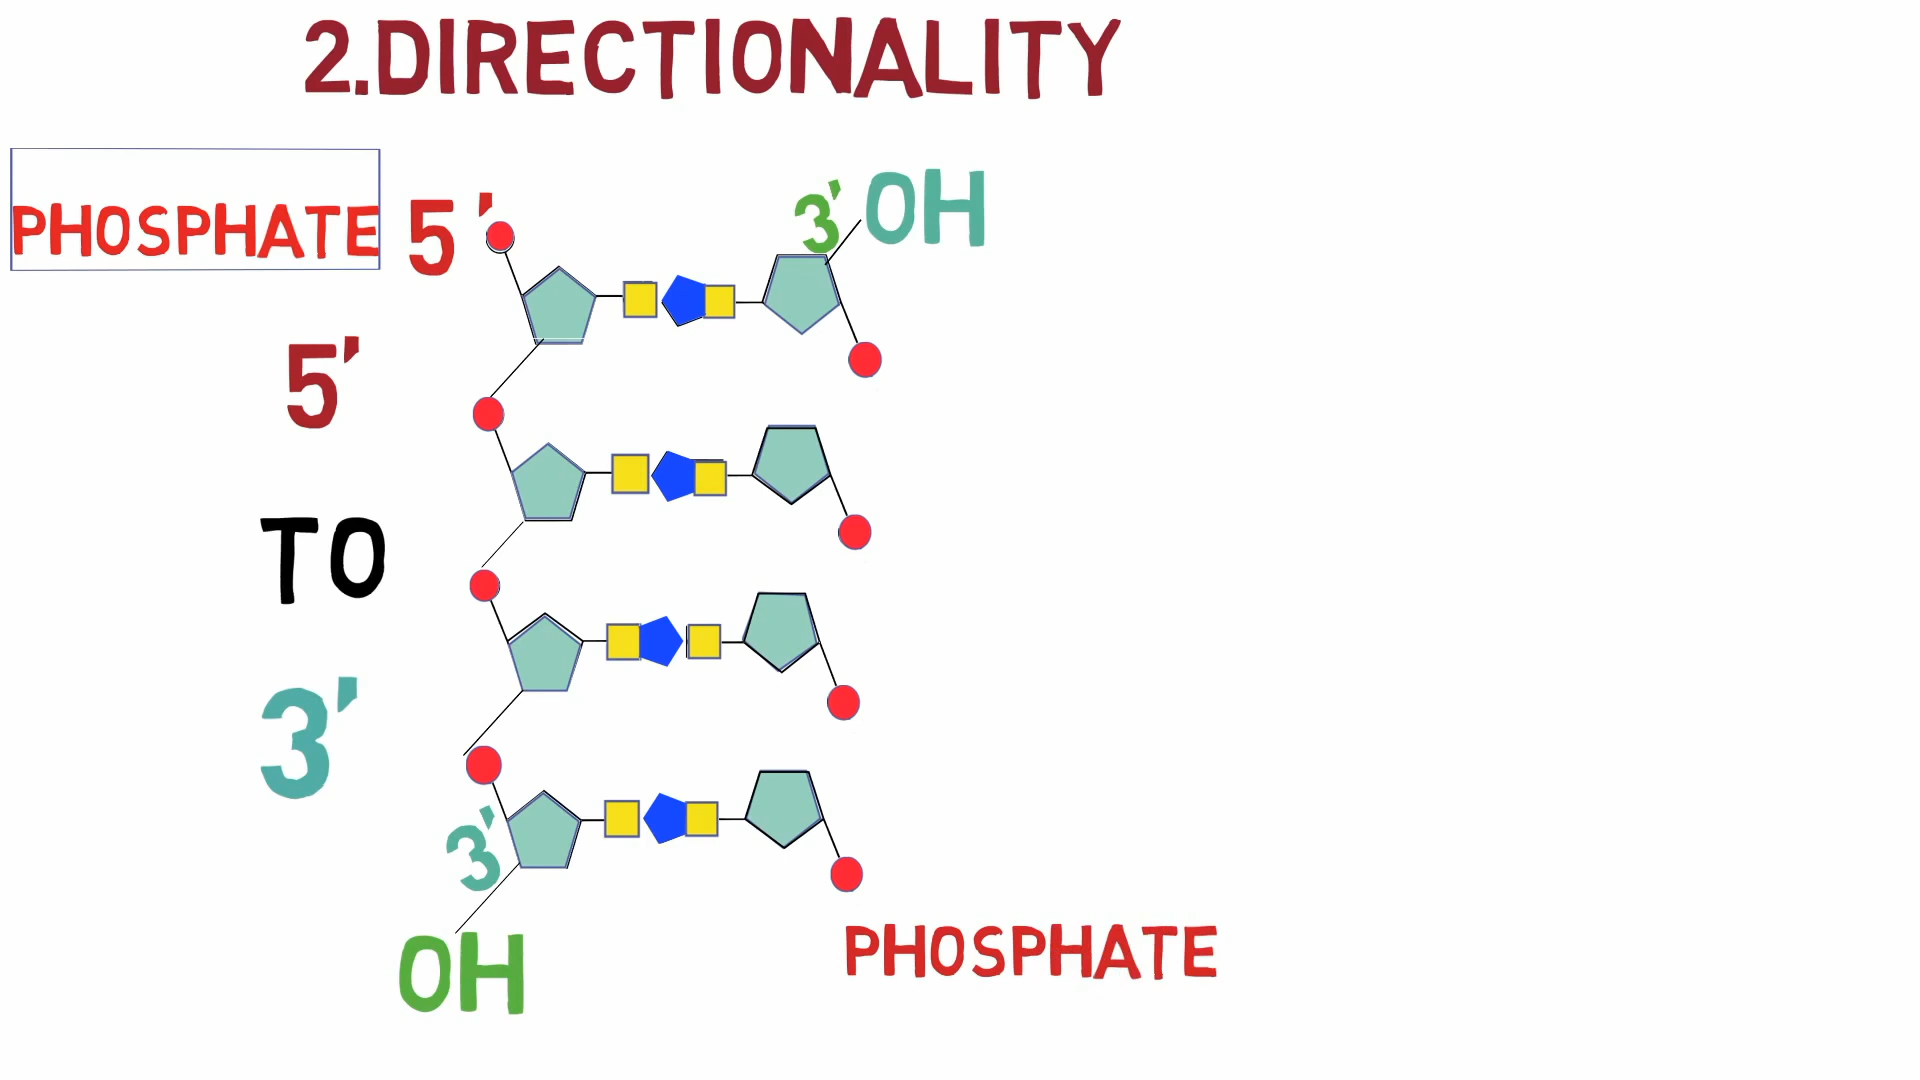 2.DIRECTIONALITY
PHOSPHATE 5'
3' OH
5'
TO
3'
3'
OH
PHOSPHATE